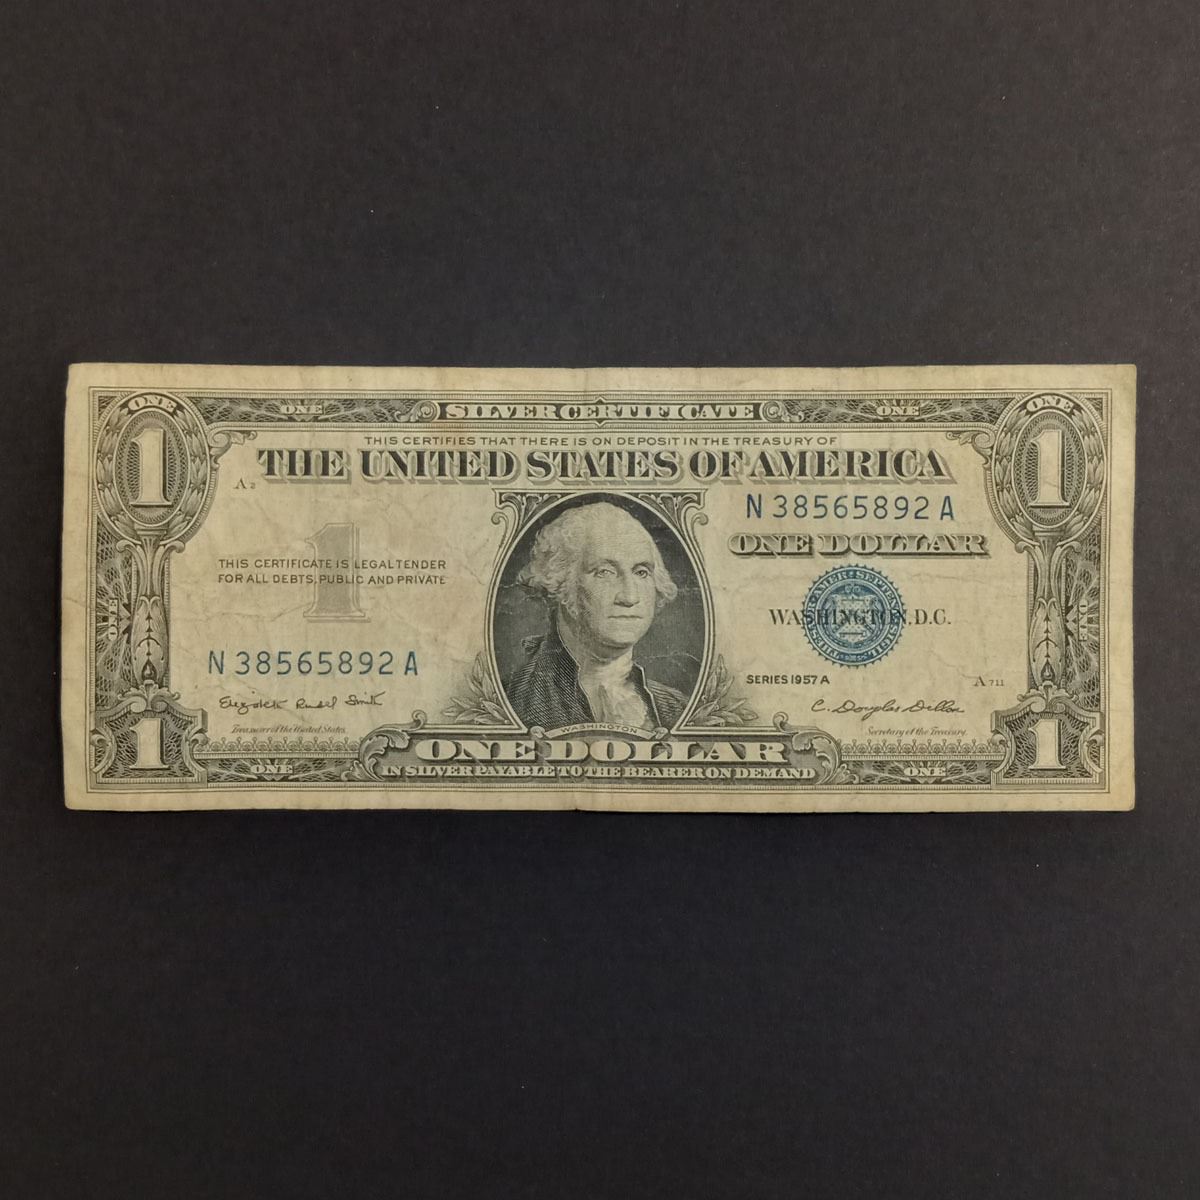 ONE
ONE
SILVER CERTIFICATE
ONE
ONE
1
1
THIS CERTIFIES THAT THERE IS ON DEPOSIT IN THE TREASURY OF
THE UNITED STATES OF AMERICA
A 2
N 38565892 A
ONE DOLLAR
1
THIS CERTIFICATE IS LEGAL TENDER
FOR ALL DEBTS, PUBLIC AND PRIVATE
ONE
ONE
WASHINGTON, D.C.
N 38565892 A
SERIES 1957 A
A 711
Elizabeth Rudel Smith
C. Douglas Dillon
Treasurer of the United States.
Secretary of the Treasury.
WASHINGTON
1
1
ONE DOLLAR
ONE
IN SILVER PAYABLE TO THE BEARER ON DEMAND
ONE